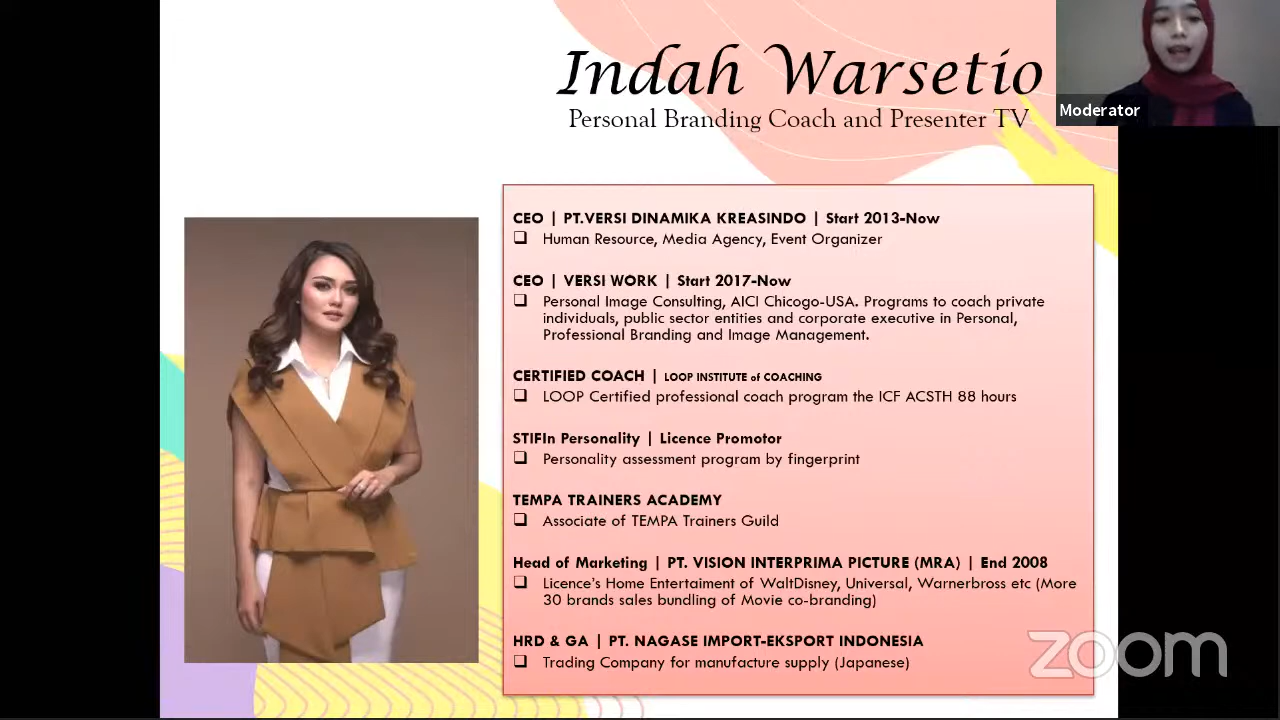 Indah Warsetio
Personal Branding Coach and Presenter TV
Moderator
CEO | PT.VERSI DINAMIKA KREASINDO | Start 2013-Now
❑ Human Resource, Media Agency, Event Organizer
CEO | VERSI WORK | Start 2017-Now
❑ Personal Image Consulting, AICI Chicogo-USA. Programs to coach private
individuals, public sector entities and corporate executive in Personal,
Professional Branding and Image Management.
CERTIFIED COACH | LOOP INSTITUTE of COACHING
❑ LOOP Certified professional coach program the ICF ACSTH 88 hours
STIFIn Personality | Licence Promotor
❑ Personality assessment program by fingerprint
TEMPA TRAINERS ACADEMY
❑ Associate of TEMPA Trainers Guild
Head of Marketing | PT. VISION INTERPRIMA PICTURE (MRA) | End 2008
❑ Licence's Home Entertaiment of WaltDisney, Universal, Warnerbross etc (More
30 brands sales bundling of Movie co-branding)
HRD & GA | PT. NAGASE IMPORT-EKSPORT INDONESIA
❑ Trading Company for manufacture supply (Japanese)
zoom